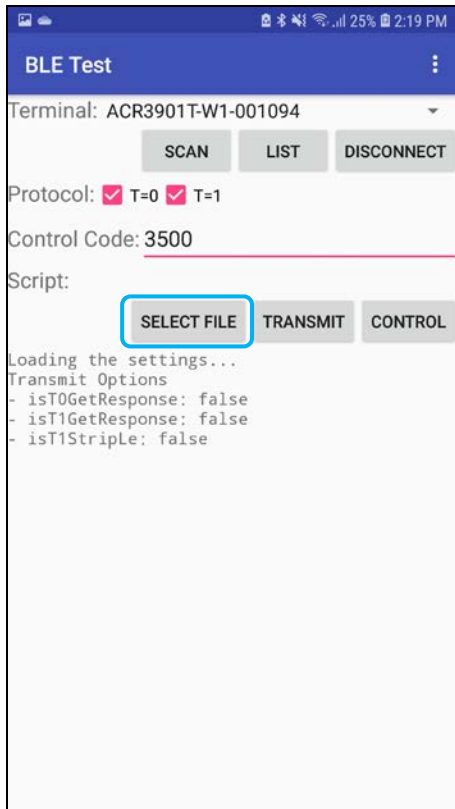 25% 2:19 PM
BLE Test
Terminal: ACR3901T-W1-001094
SCAN LIST DISCONNECT
Protocol: T=0 T=1
Control Code: 3500
Script:
SELECT FILE TRANSMIT CONTROL
Loading the settings...
Transmit Options
- isT0GetResponse: false
- isT1GetResponse: false
- isT1StripLe: false